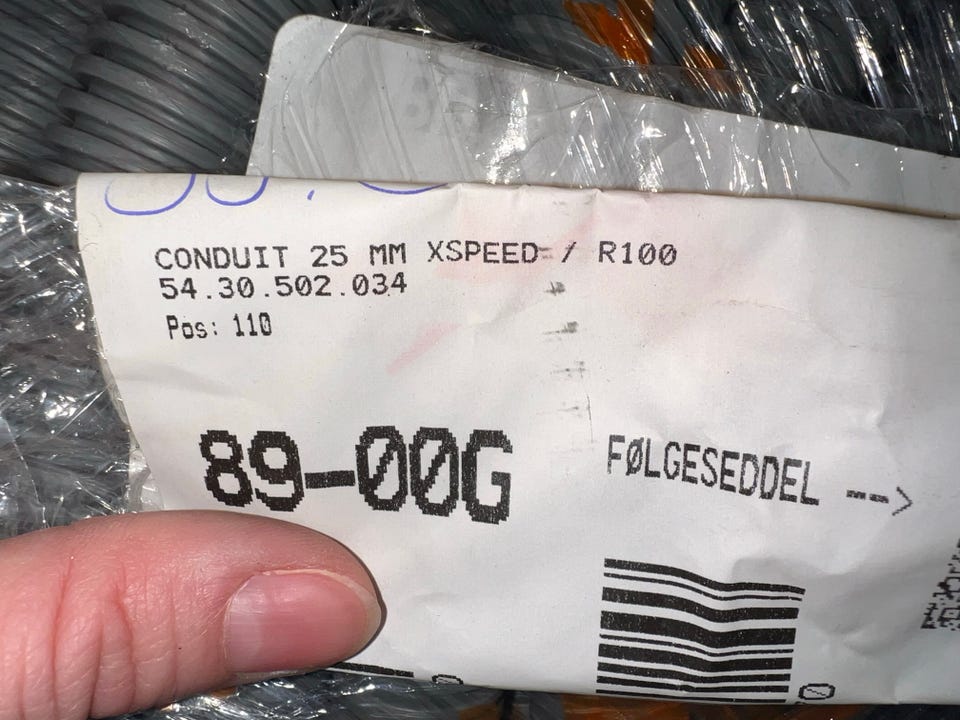 CONDUIT 25 MM XSPEED / R100
54.30.502.034
Pos: 110
89-00G
FØLGESEDDEL -->